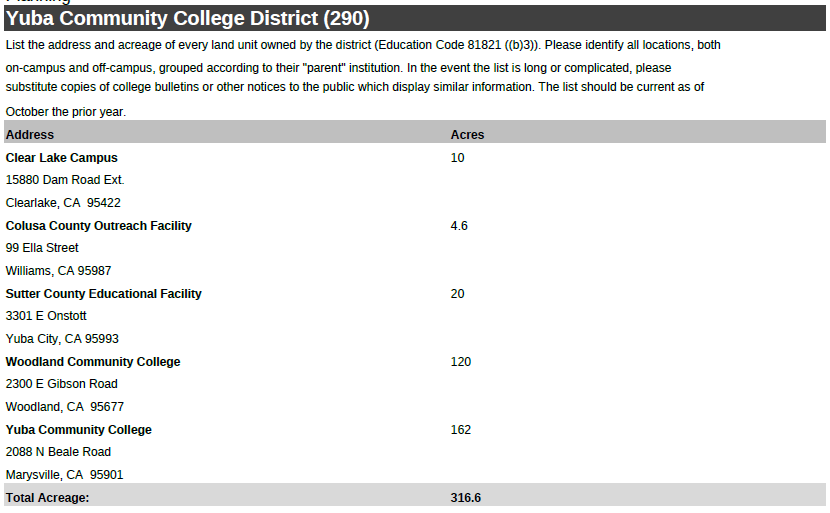 Yuba Community College District (290)
List the address and acreage of every land unit owned by the district (Education Code 81821 ((b)3)). Please identify all locations, both
on-campus and off-campus, grouped according to their "parent" institution. In the event the list is long or complicated, please
substitute copies of college bulletins or other notices to the public which display similar information. The list should be current as of
October the prior year.
Address Acres
Clear Lake Campus 10
15880 Dam Road Ext.
Clearlake, CA  95422
Colusa County Outreach Facility 4.6
99 Ella Street
Williams, CA 95987
Sutter County Educational Facility 20
3301 E Onstott
Yuba City, CA 95993
Woodland Community College 120
2300 E Gibson Road
Woodland, CA  95677
Yuba Community College 162
2088 N Beale Road
Marysville, CA  95901
Total Acreage: 316.6